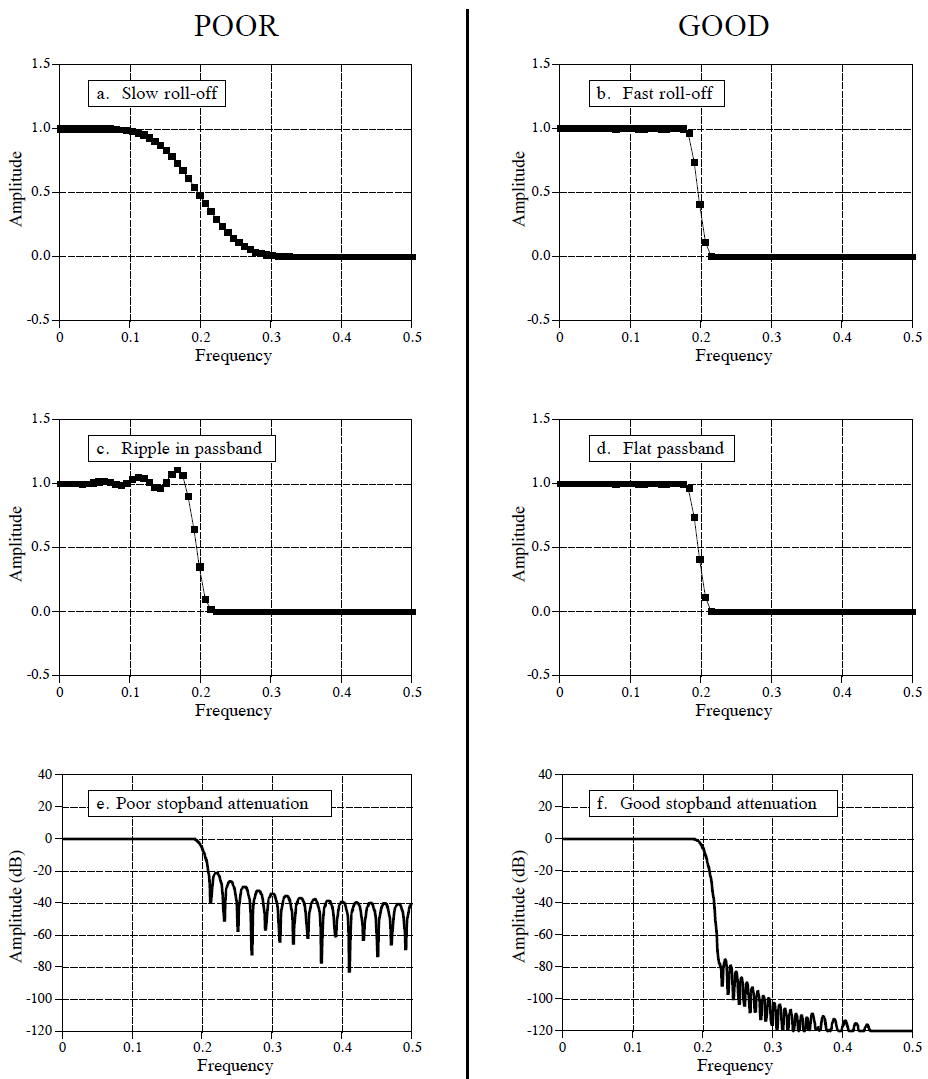 POOR
GOOD
a. Slow roll-off
1.5
1.0
0.5
0.0
-0.5
Amplitude
0 0.1 0.2 0.3 0.4 0.5
Frequency
b. Fast roll-off
1.5
1.0
0.5
0.0
-0.5
Amplitude
0 0.1 0.2 0.3 0.4 0.5
Frequency
c. Ripple in passband
1.5
1.0
0.5
0.0
-0.5
Amplitude
0 0.1 0.2 0.3 0.4 0.5
Frequency
d. Flat passband
1.5
1.0
0.5
0.0
-0.5
Amplitude
0 0.1 0.2 0.3 0.4 0.5
Frequency
e. Poor stopband attenuation
40
20
0
-20
-40
-60
-80
-100
-120
Amplitude (dB)
0 0.1 0.2 0.3 0.4 0.5
Frequency
f. Good stopband attenuation
40
20
0
-20
-40
-60
-80
-100
-120
Amplitude (dB)
0 0.1 0.2 0.3 0.4 0.5
Frequency